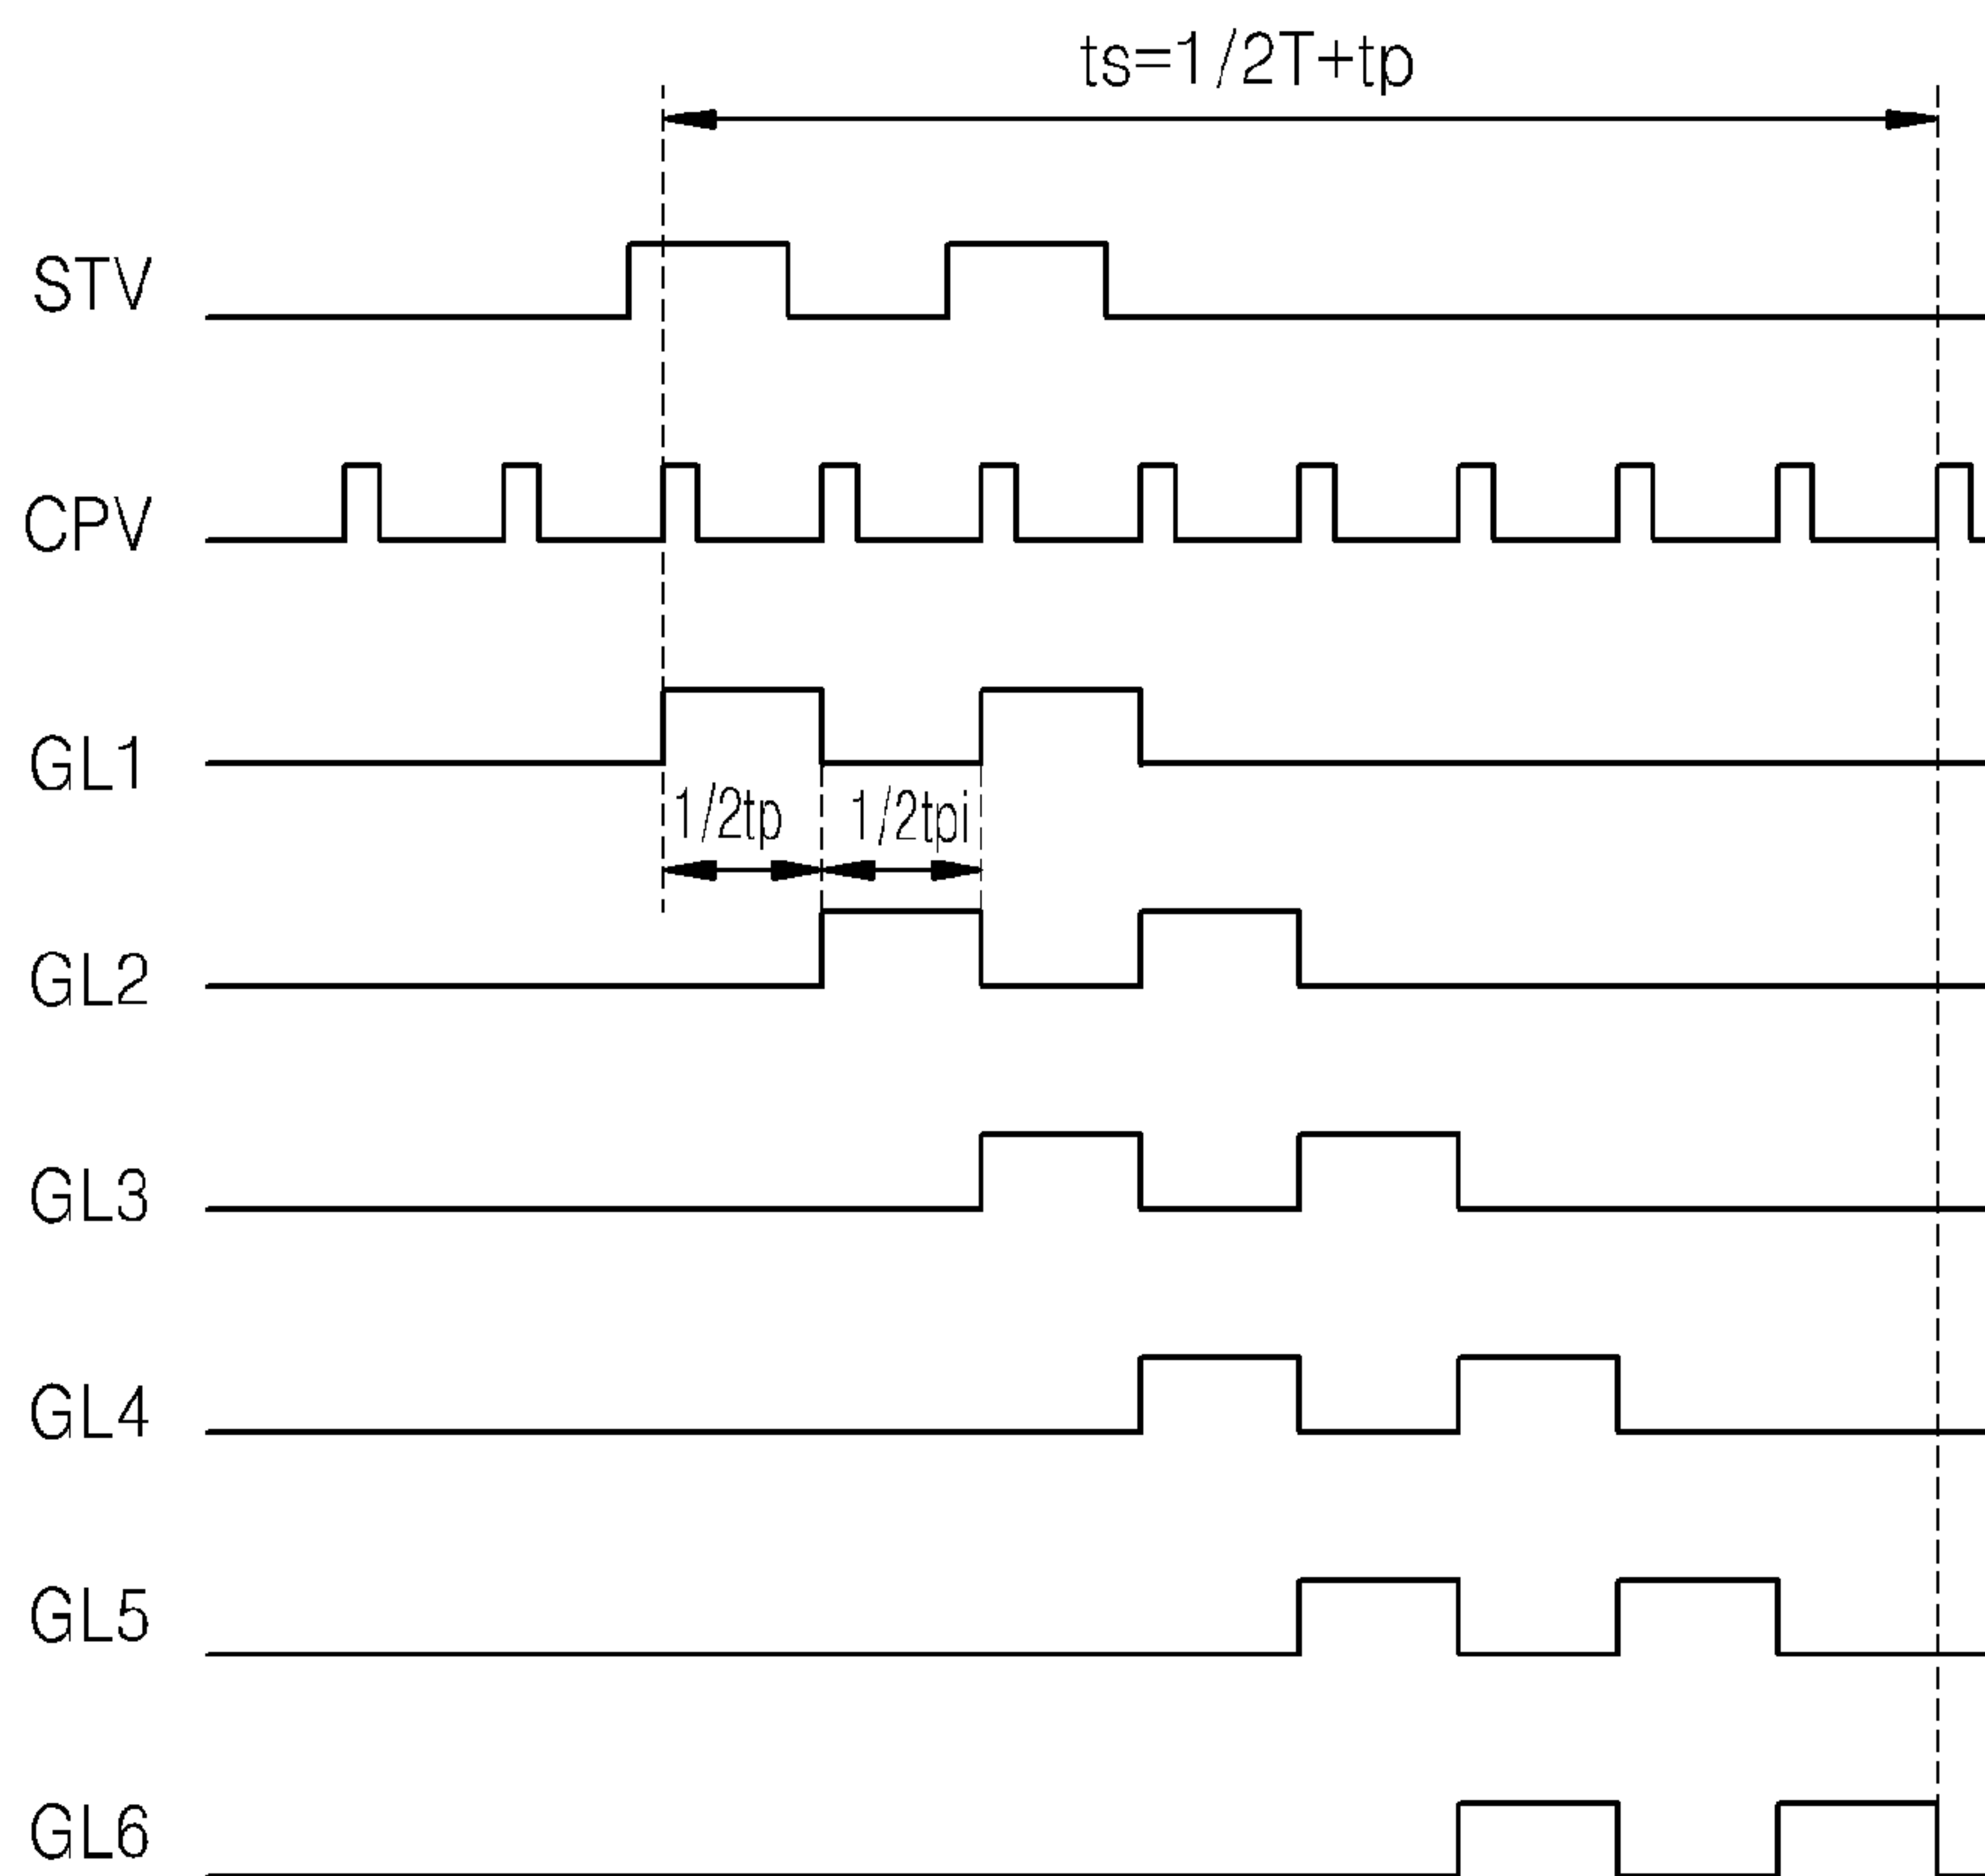 ts=1/2T+tp
STV
CPV
GL1
1/2tp 1/2tpi
GL2
GL3
GL4
GL5
GL6